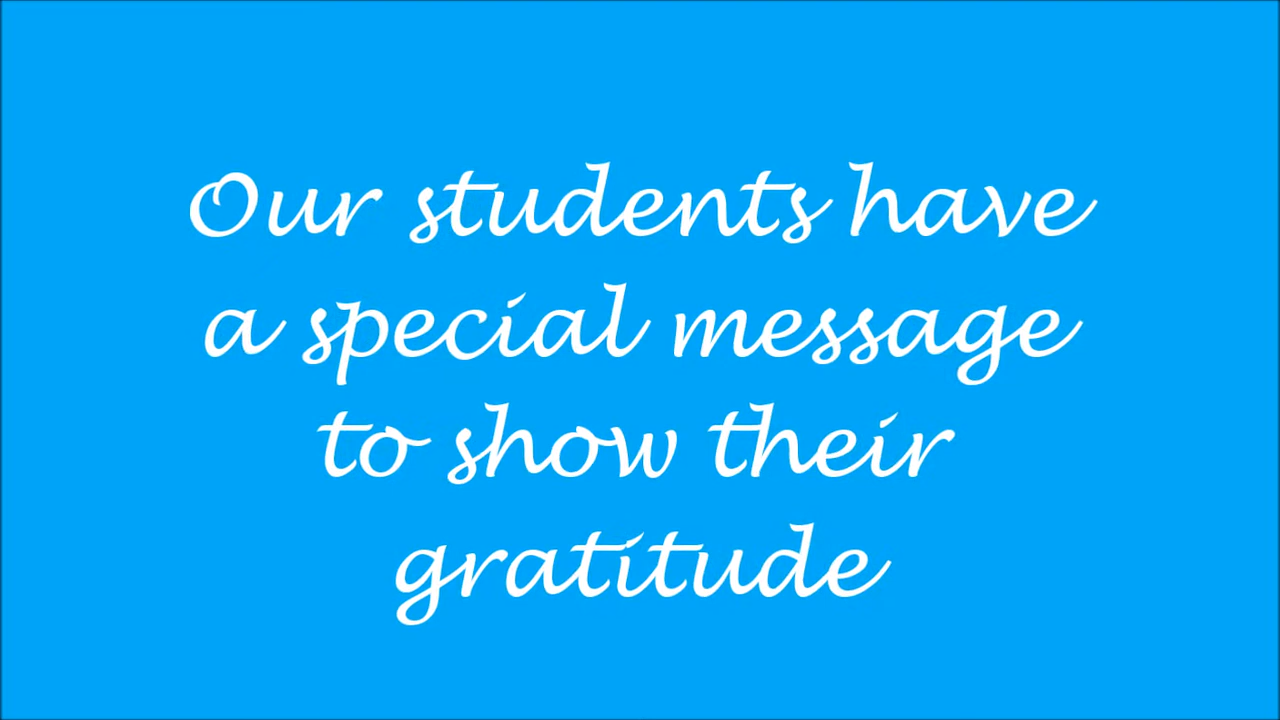 Our students have
a special message
to show their
gratitude